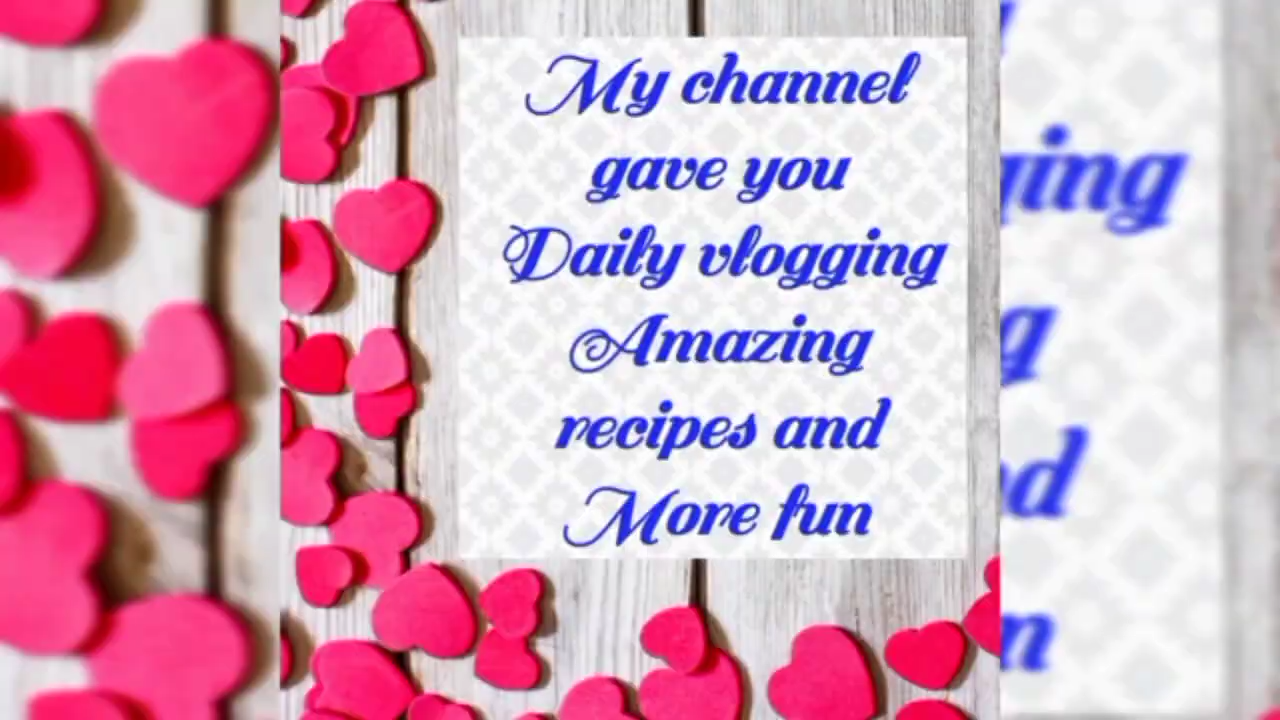 My channel
gave you
Daily vlogging
Amazing
recipes and
More fun